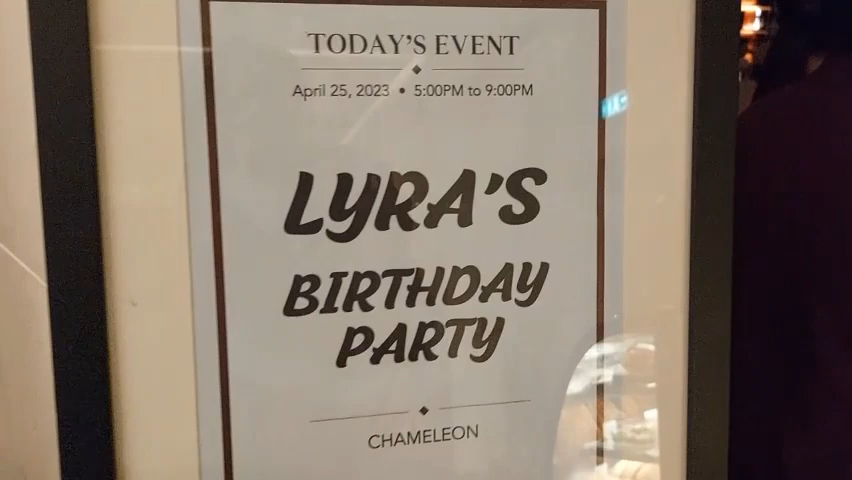 TODAY'S EVENT
April 25, 2023 • 5:00PM to 9:00PM
LYRA'S
BIRTHDAY
PARTY
CHAMELEON